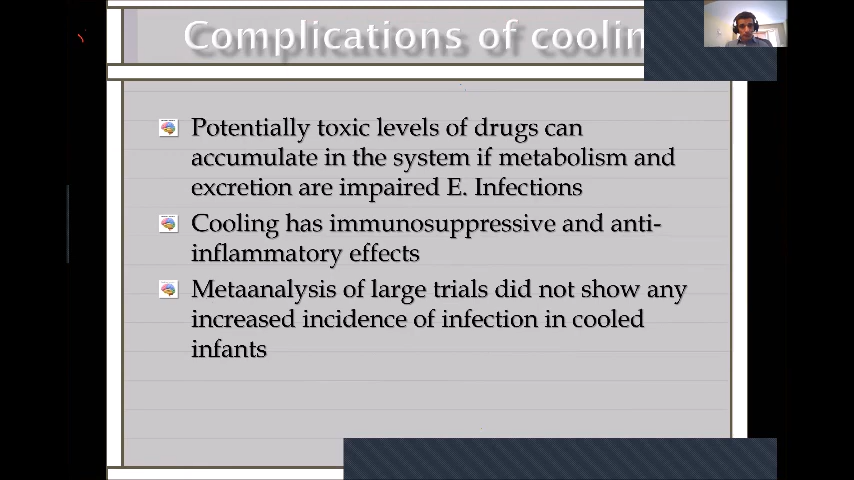 Complications of coolin
Potentially toxic levels of drugs can
accumulate in the system if metabolism and
excretion are impaired E. Infections
Cooling has immunosuppressive and anti-
inflammatory effects
Metaanalysis of large trials did not show any
increased incidence of infection in cooled
infants